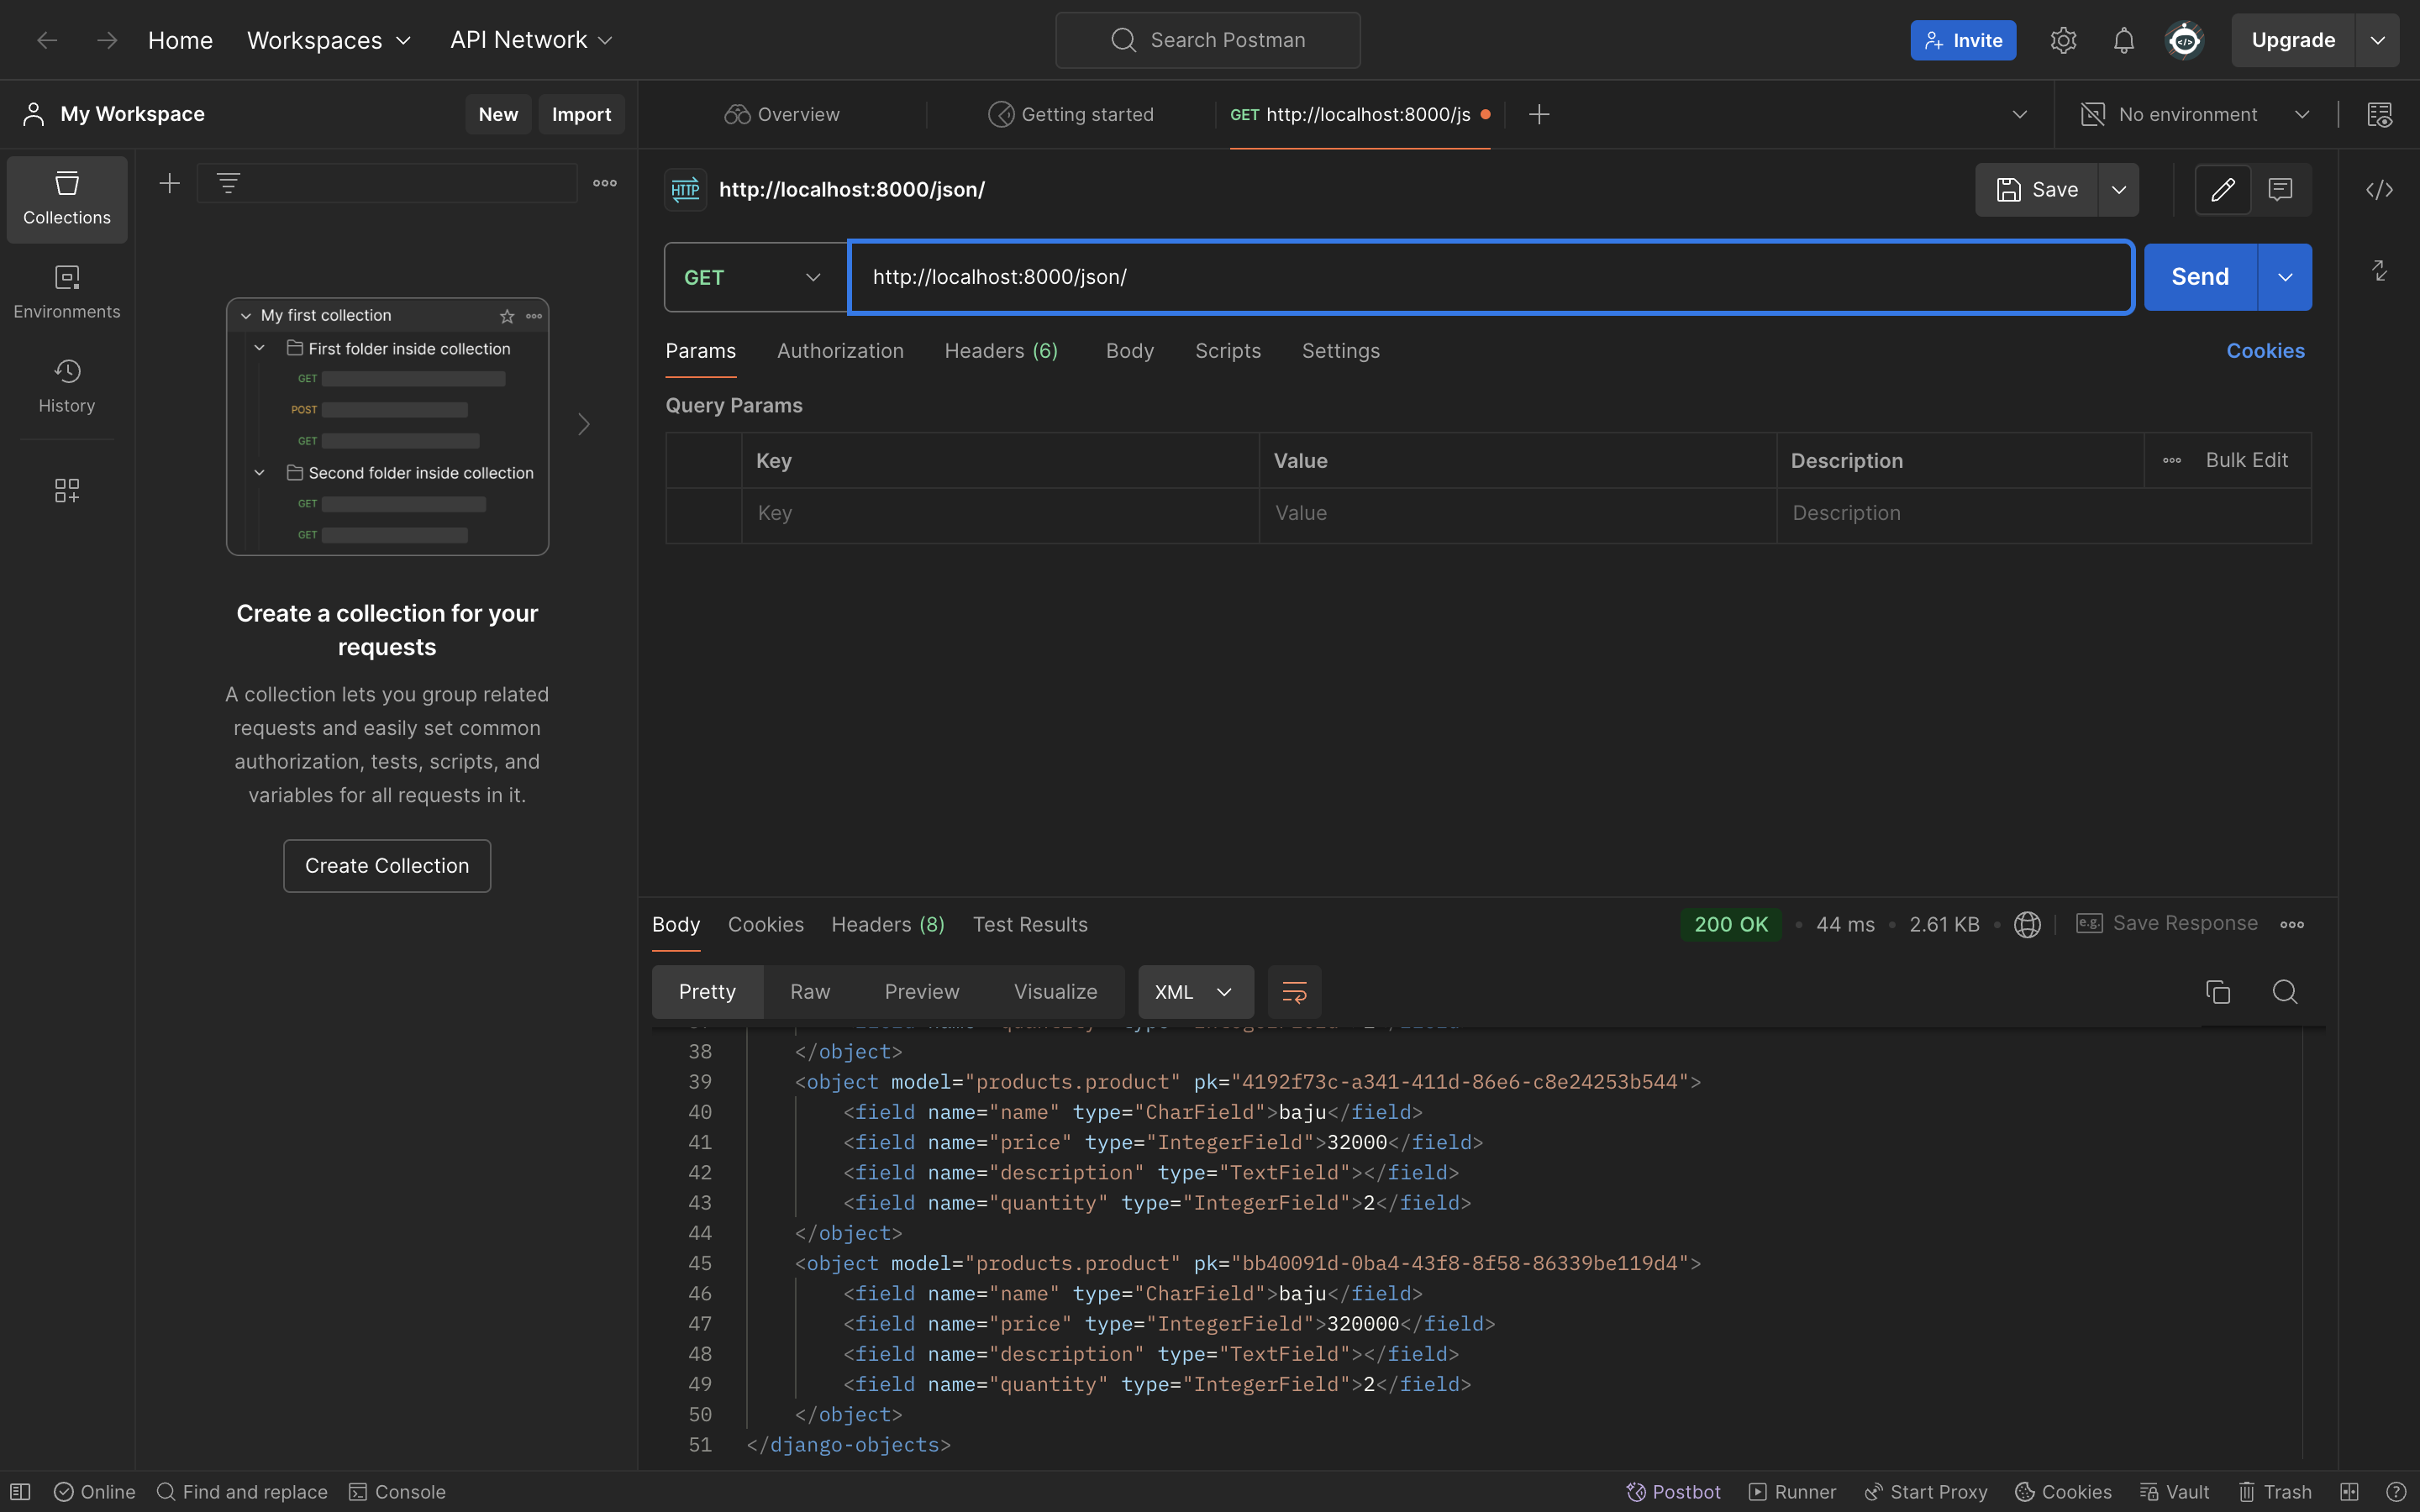 Home Workspaces API Network Search Postman Invite Upgrade
My Workspace New Import Overview Getting started GET http://localhost:8000/js No environment
Collections
Environments
History
My first collection
First folder inside collection
GET
POST
GET
Second folder inside collection
GET
GET
Create a collection for your
requests
A collection lets you group related
requests and easily set common
authorization, tests, scripts, and
variables for all requests in it.
Create Collection
HTTP http://localhost:8000/json/ Save
GET http://localhost:8000/json/ Send
Params Authorization Headers (6) Body Scripts Settings Cookies
Query Params
Key Value Description Bulk Edit
Key Value Description
Body Cookies Headers (8) Test Results 200 OK 44 ms 2.61 KB e.g. Save Response
Pretty Raw Preview Visualize XML
38 </object>
39 <object model="products.product" pk="4192f73c-a341-411d-86e6-c8e24253b544">
40 <field name="name" type="CharField">baju</field>
41 <field name="price" type="IntegerField">32000</field>
42 <field name="description" type="TextField"></field>
43 <field name="quantity" type="IntegerField">2</field>
44 </object>
45 <object model="products.product" pk="bb40091d-0ba4-43f8-8f58-86339be119d4">
46 <field name="name" type="CharField">baju</field>
47 <field name="price" type="IntegerField">320000</field>
48 <field name="description" type="TextField"></field>
49 <field name="quantity" type="IntegerField">2</field>
50 </object>
51 </django-objects>
Online Find and replace Console Postbot Runner Start Proxy Cookies Vault Trash